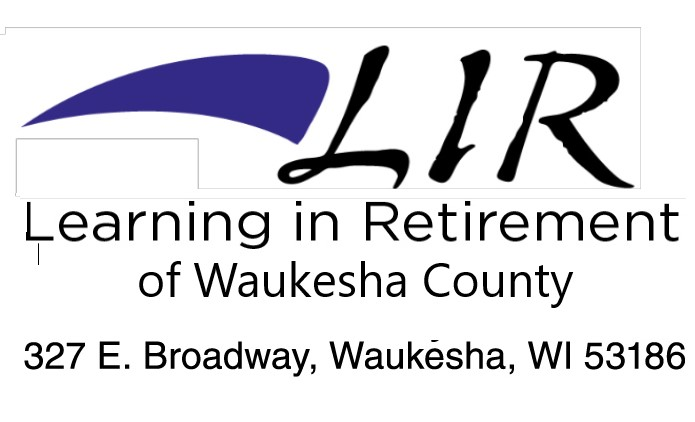 LIR
Learning in Retirement
of Waukesha County
327 E. Broadway, Waukesha, WI 53186